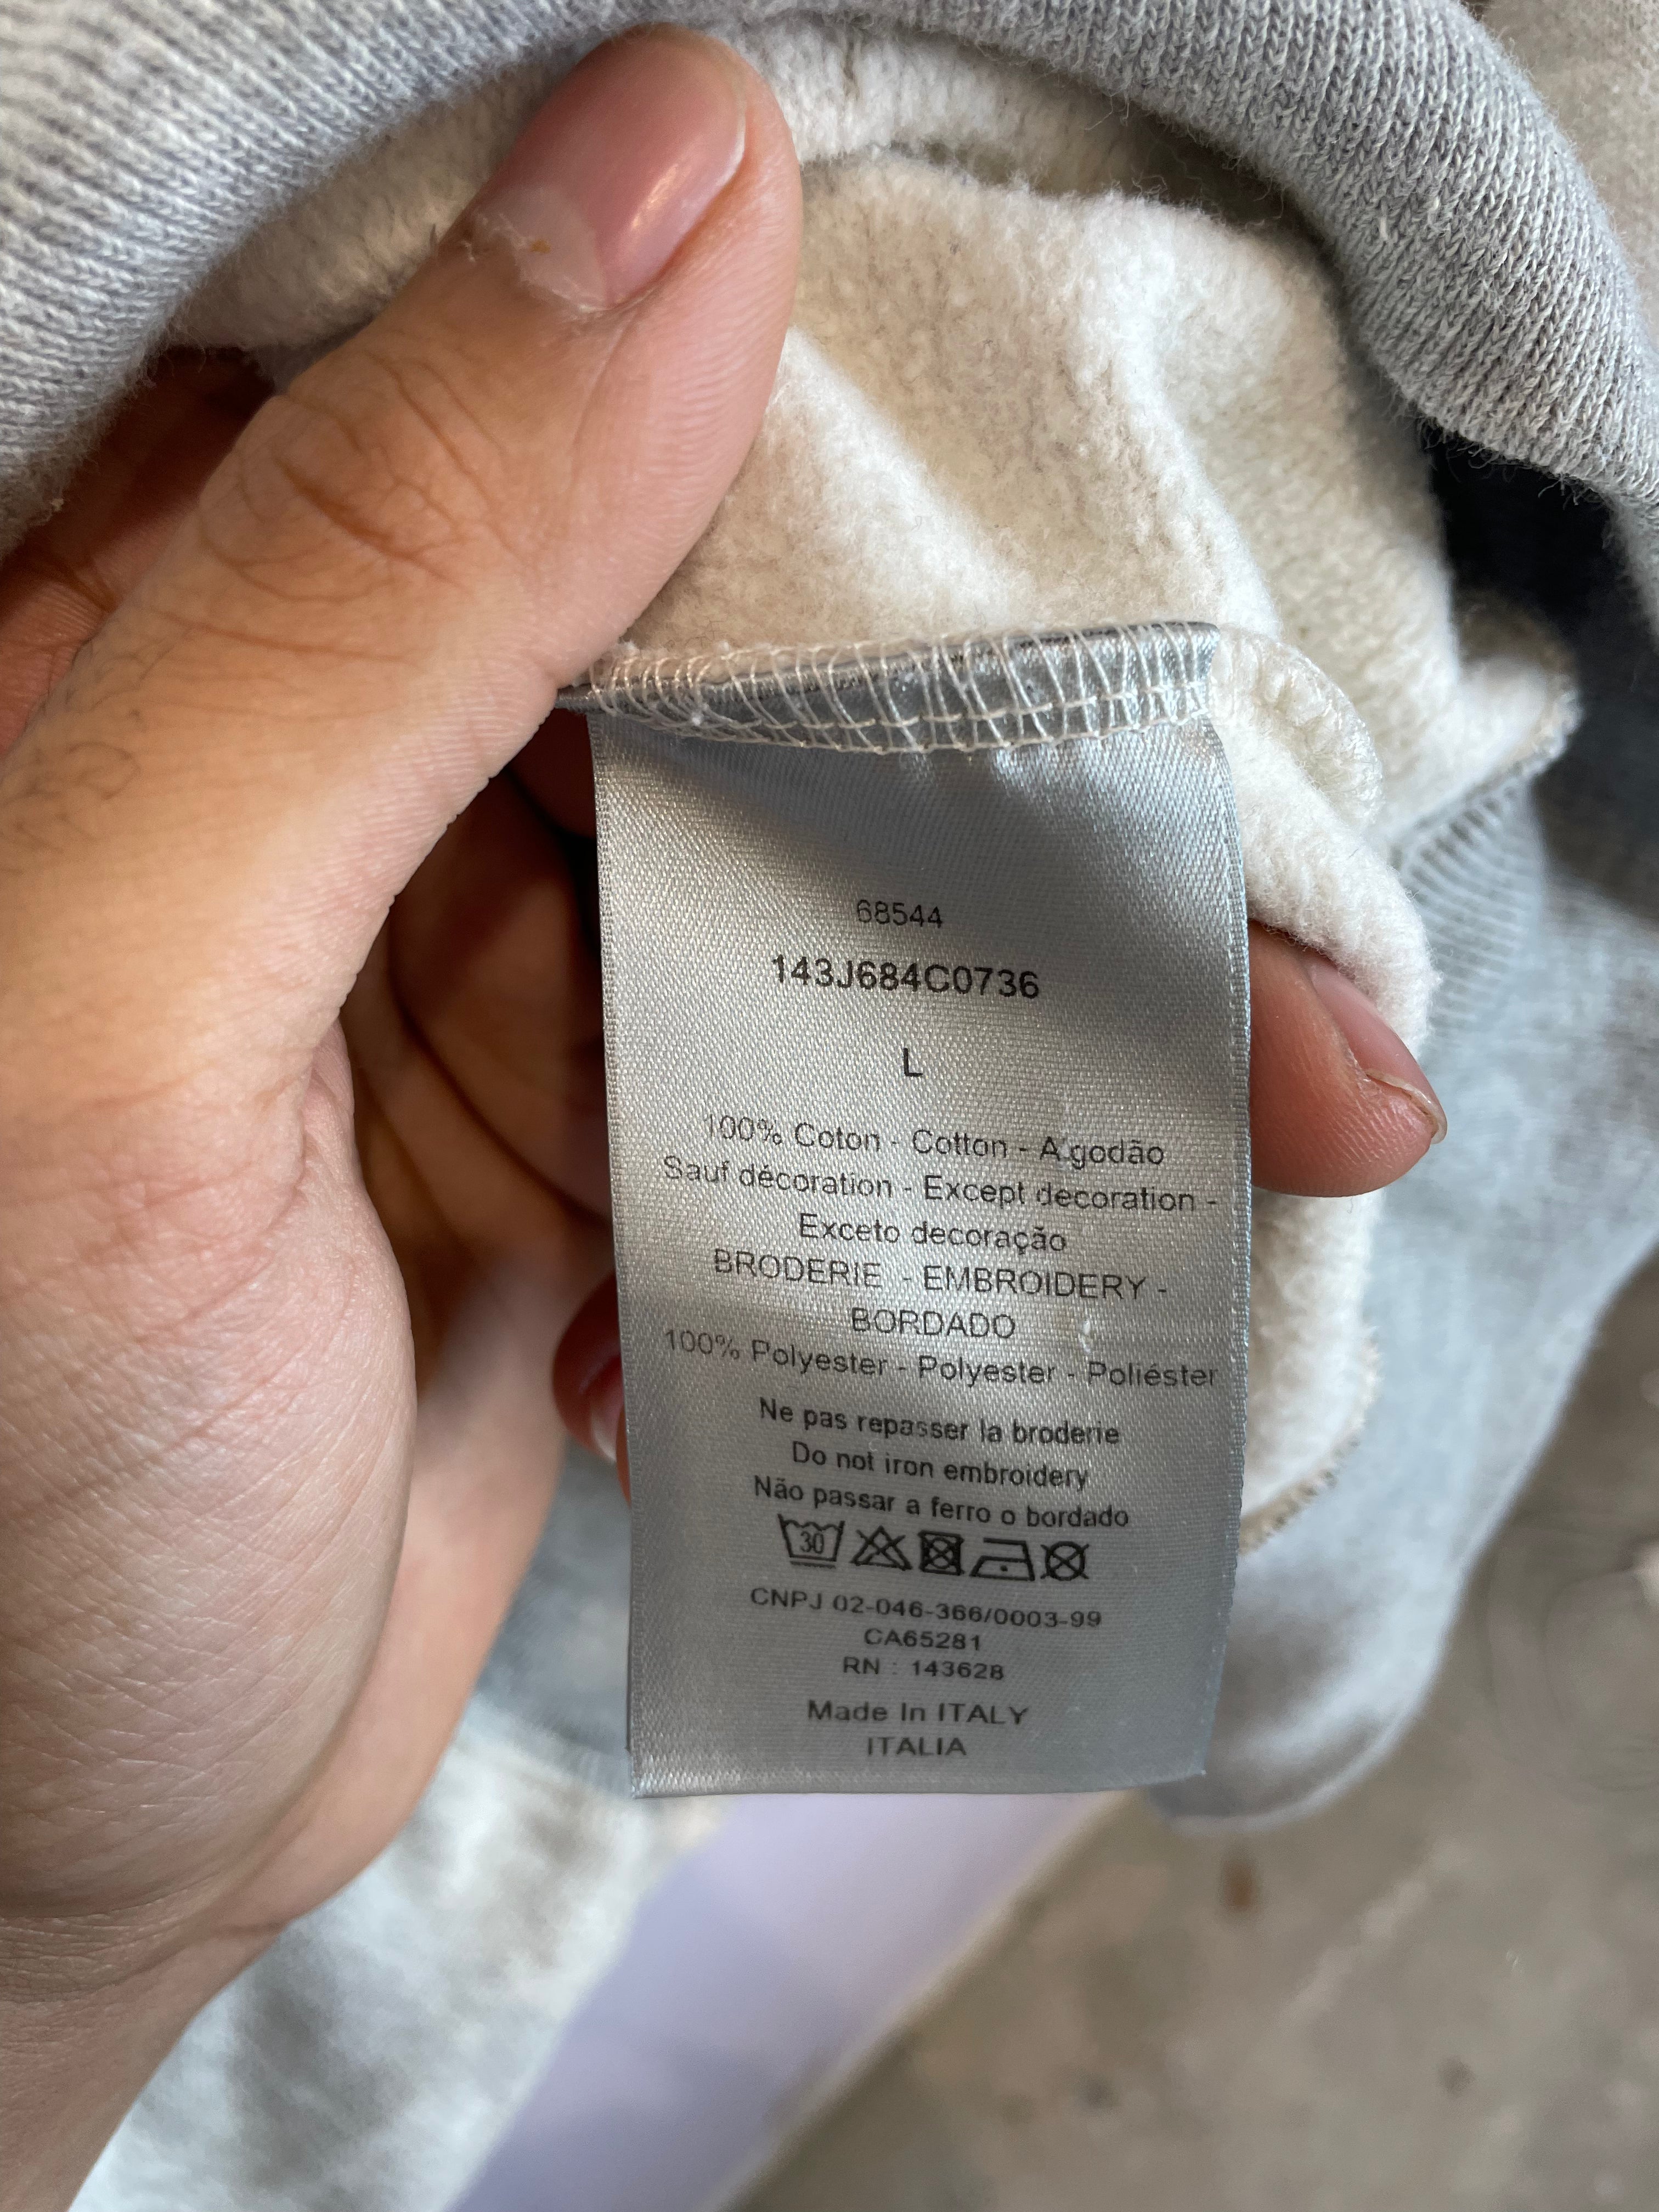 68544
143J684C0736
L
100% Coton - Cotton - Algodão
Sauf décoration - Except decoration -
Exceto decoração
BRODERIE - EMBROIDERY -
BORDADO
100% Polyester - Polyester - Poliéster
Ne pas repasser la broderie
Do not iron embroidery
Não passar a ferro o bordado
30
CNPJ 02-046-366/0003-99
CA65281
RN : 143628
Made In ITALY
ITALIA